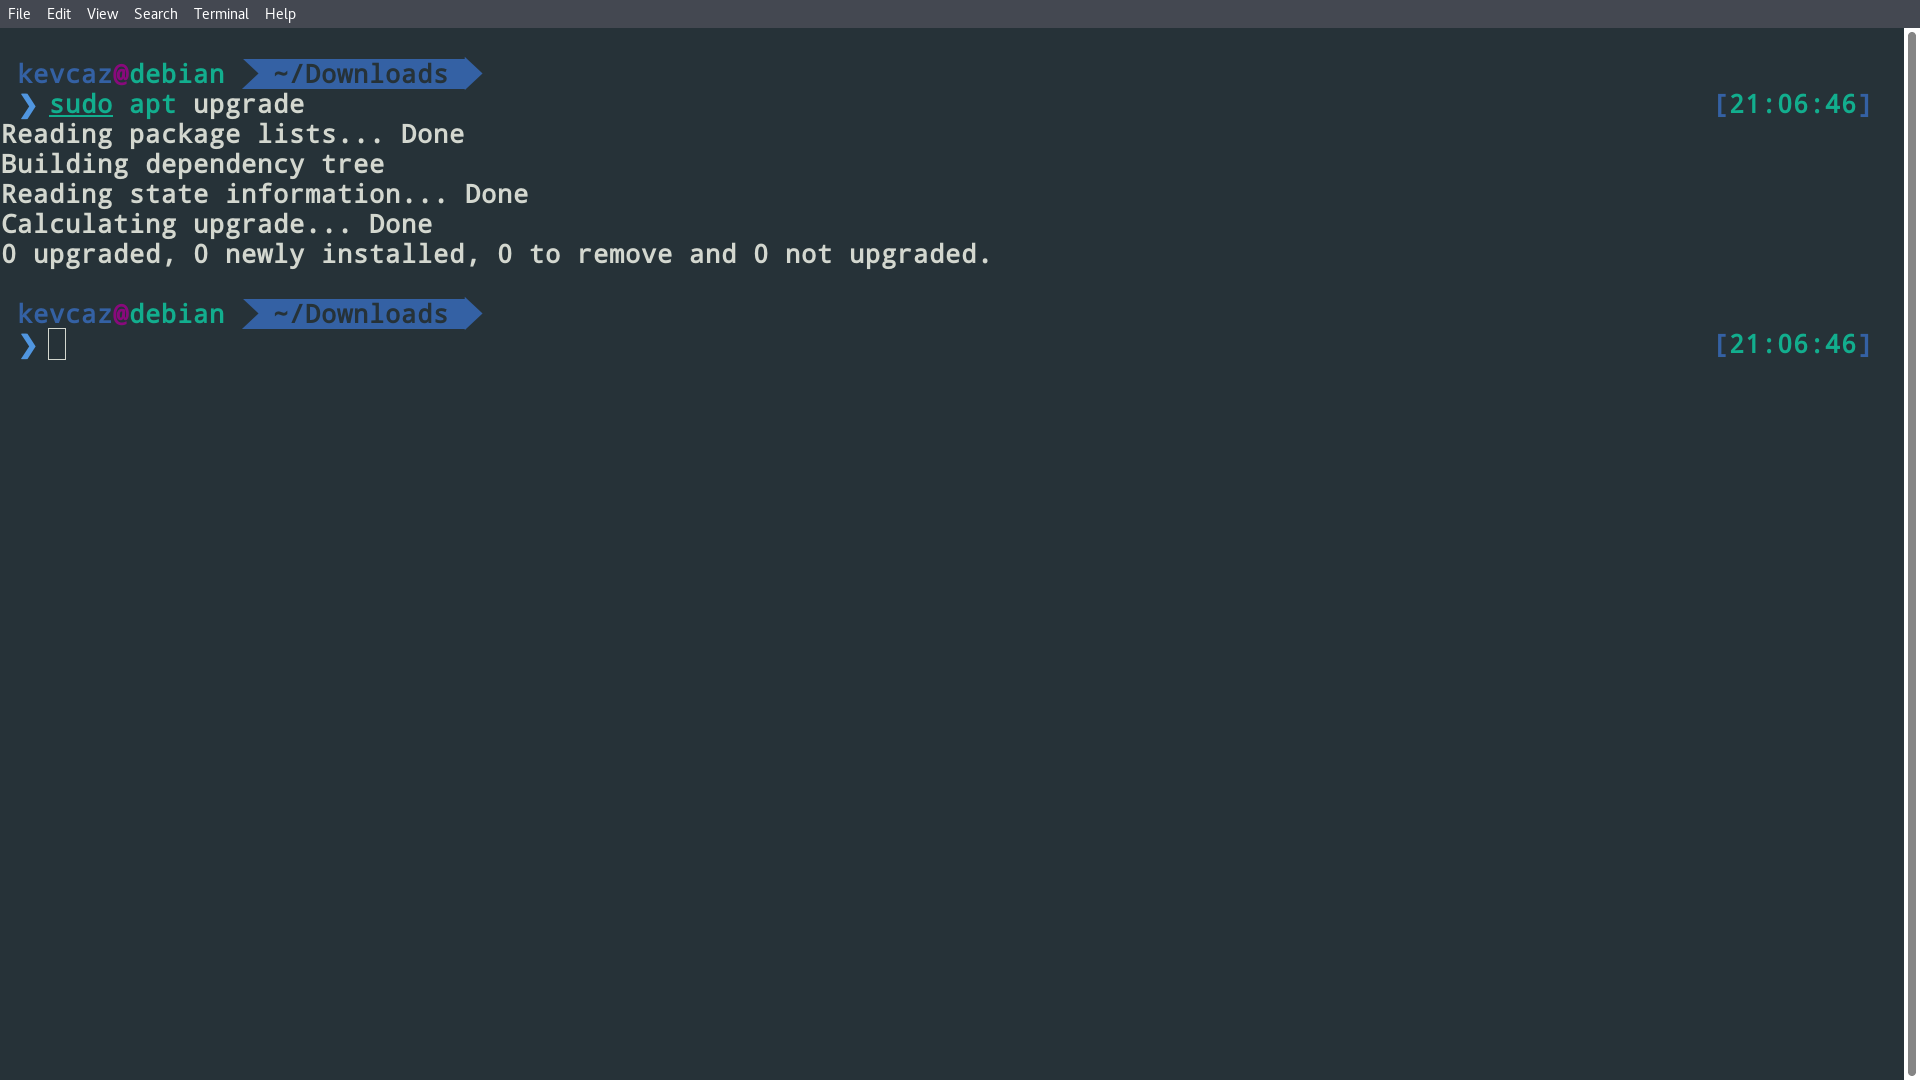 File Edit View Search Terminal Help
kevcaz@debian ~/Downloads
❯ sudo apt upgrade [21:06:46]
Reading package lists... Done
Building dependency tree
Reading state information... Done
Calculating upgrade... Done
0 upgraded, 0 newly installed, 0 to remove and 0 not upgraded.
kevcaz@debian ~/Downloads
❯ [21:06:46]